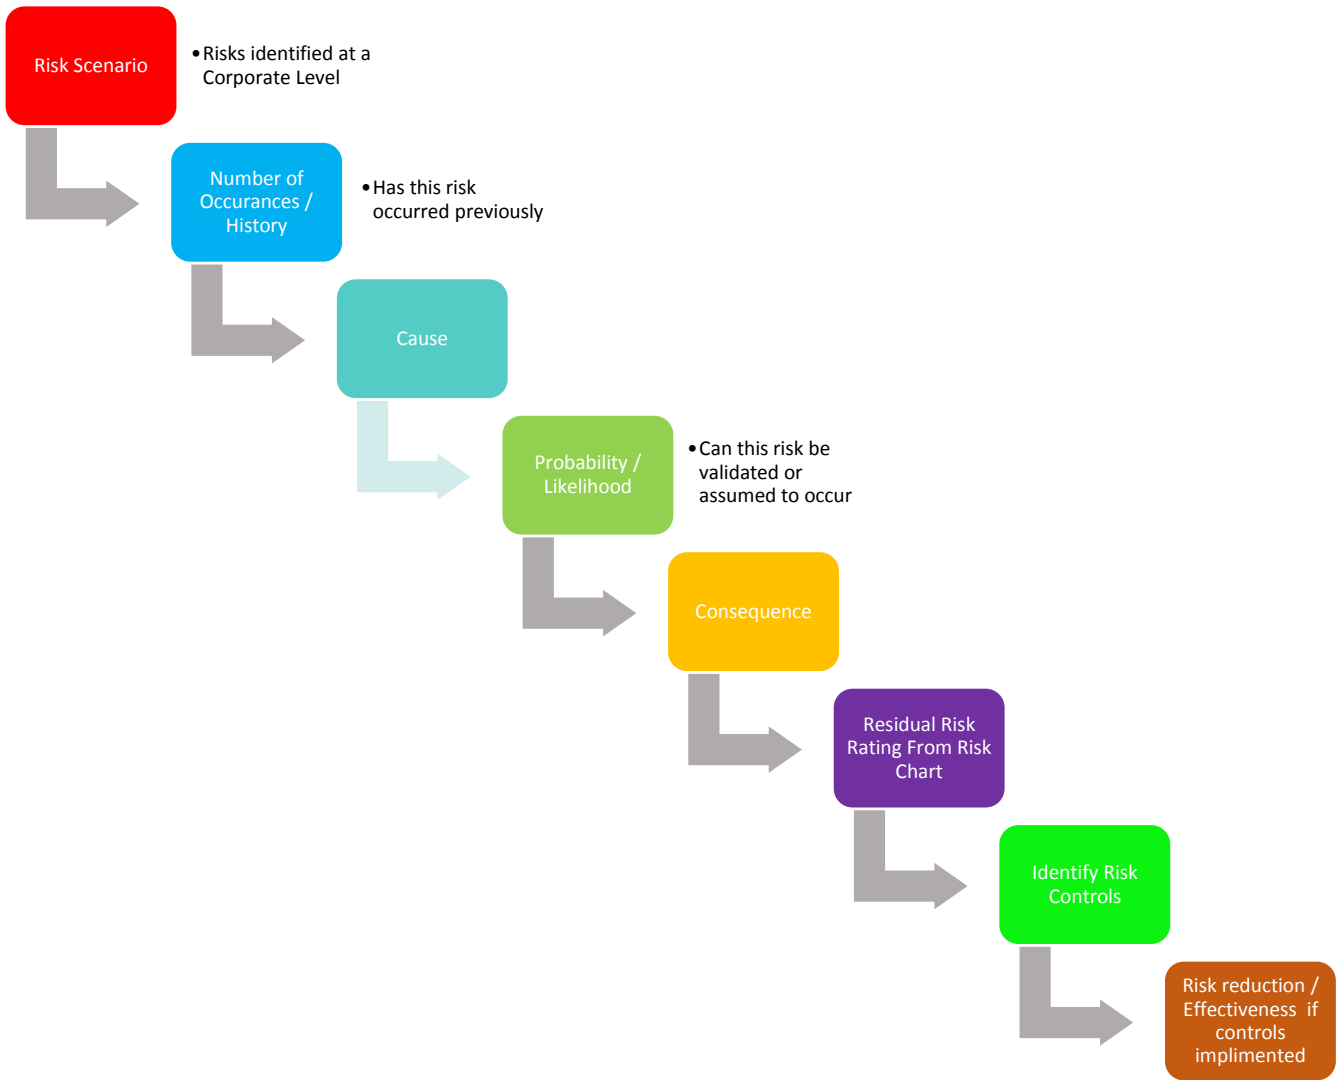 Risk Scenario
•Risks identified at a
Corporate Level
Number of
Occurances /
History
•Has this risk
occurred previously
Cause
Probability /
Likelihood
•Can this risk be
validated or
assumed to occur
Consequence
Residual Risk
Rating From Risk
Chart
Identify Risk
Controls
Risk reduction /
Effectiveness if
controls
implimented